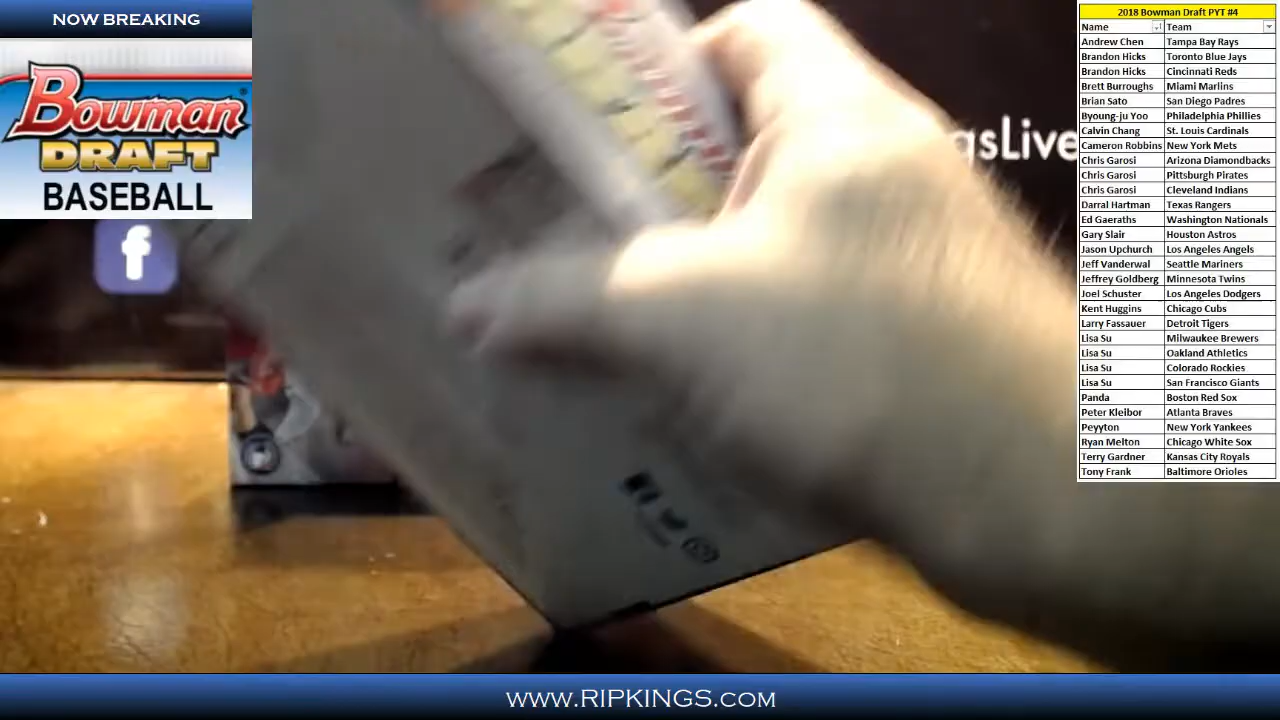 NOW BREAKING
Bowman
DRAFT
BASEBALL
f
gsLive
2018 Bowman Draft PYT #4
Name Team
Andrew Chen Tampa Bay Rays
Brandon Hicks Toronto Blue Jays
Brandon Hicks Cincinnati Reds
Brett Burroughs Miami Marlins
Brian Sato San Diego Padres
Byoung-ju Yoo Philadelphia Phillies
Calvin Chang St. Louis Cardinals
Cameron Robbins New York Mets
Chris Garosi Arizona Diamondbacks
Chris Garosi Pittsburgh Pirates
Chris Garosi Cleveland Indians
Darral Hartman Texas Rangers
Ed Gaeraths Washington Nationals
Gary Slair Houston Astros
Jason Upchurch Los Angeles Angels
Jeff Vanderwal Seattle Mariners
Jeffrey Goldberg Minnesota Twins
Joel Schuster Los Angeles Dodgers
Kent Huggins Chicago Cubs
Larry Fassauer Detroit Tigers
Lisa Su Milwaukee Brewers
Lisa Su Oakland Athletics
Lisa Su Colorado Rockies
Lisa Su San Francisco Giants
Panda Boston Red Sox
Peter Kleibor Atlanta Braves
Peyyton New York Yankees
Ryan Melton Chicago White Sox
Terry Gardner Kansas City Royals
Tony Frank Baltimore Orioles
WWW.RIPKINGS.COM